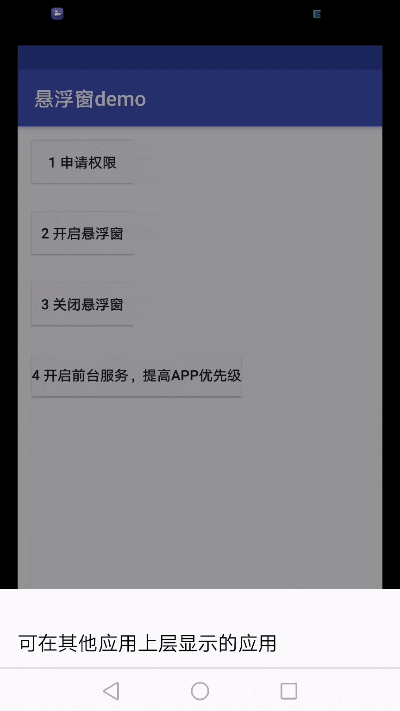 悬浮窗demo
1 申请权限
2 开启悬浮窗
3 关闭悬浮窗
4 开启前台服务，提高APP优先级
可在其他应用上层显示的应用